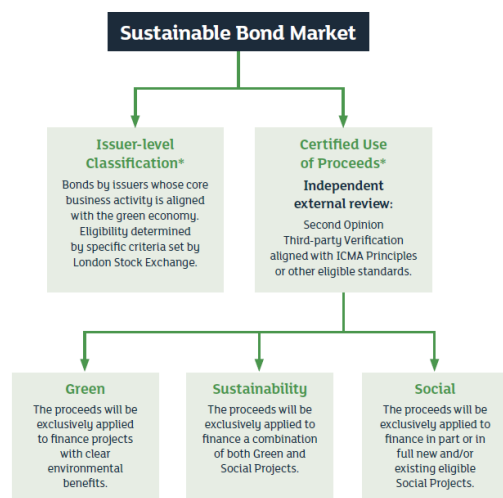 Sustainable Bond Market
Issuer-level
Classification*
Bonds by issuers whose core
business activity is aligned
with the green economy.
Eligibility determined
by specific criteria set by
London Stock Exchange.
Certified Use
of Proceeds*
Independent
external review:
Second Opinion
Third-party Verification
aligned with ICMA Principles
or other eligible standards.
Green
The proceeds will be
exclusively applied
to finance projects
with clear
environmental
benefits.
Sustainability
The proceeds will be
exclusively applied to
finance a combination
of both Green and
Social Projects.
Social
The proceeds will be
exclusively applied to
finance in part or in
full new and/or
existing eligible
Social Projects.